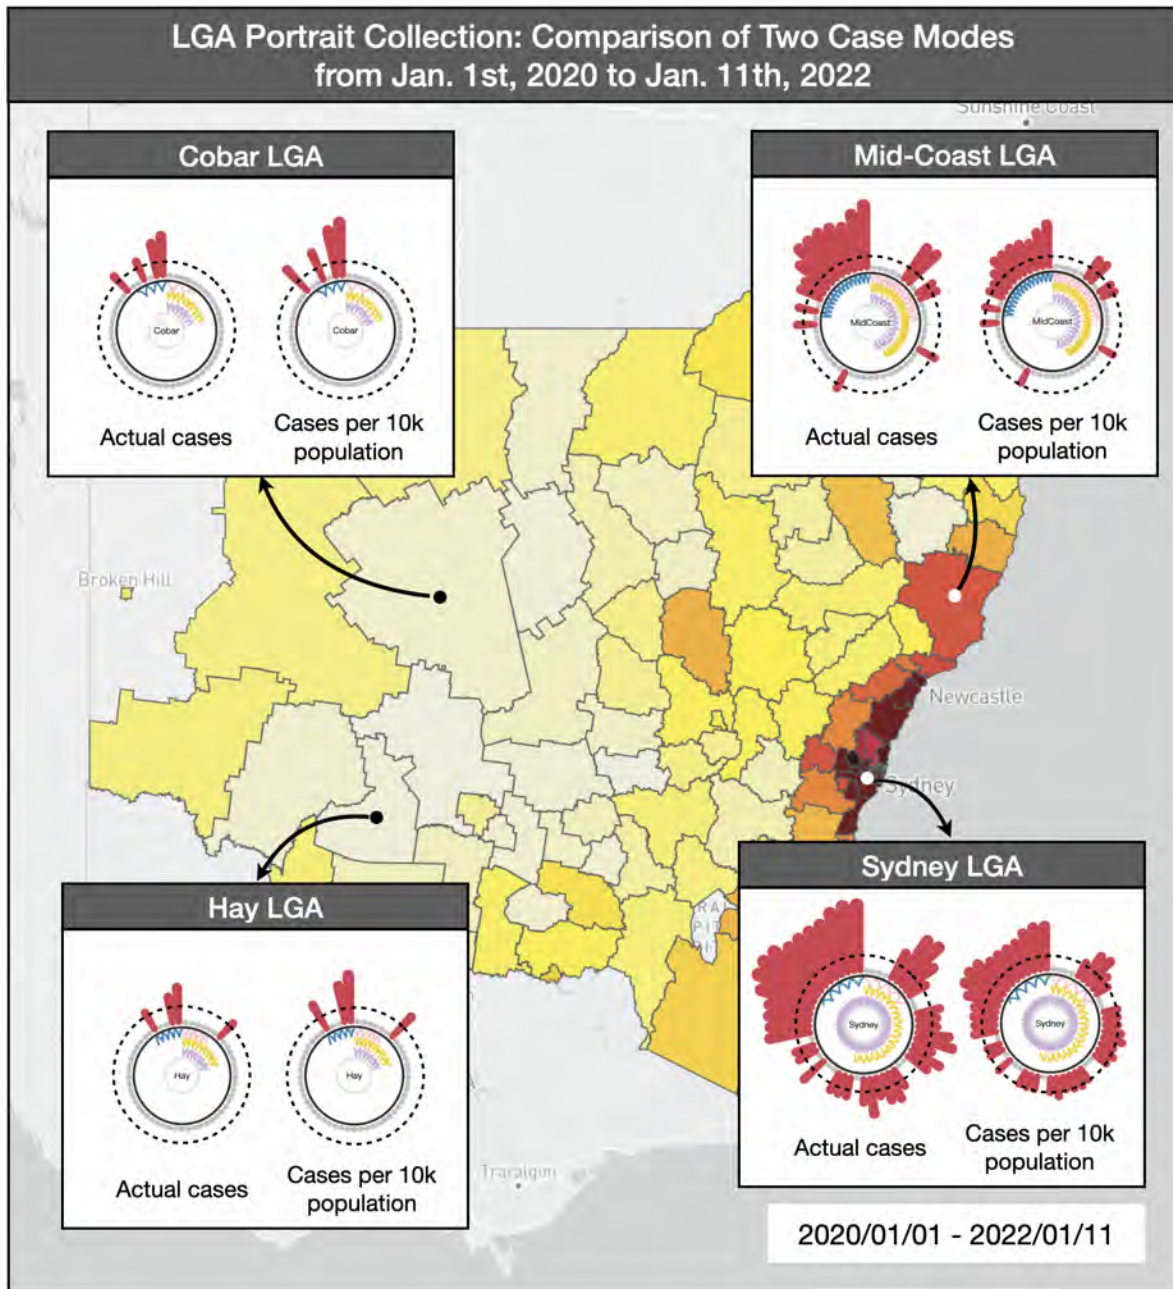 LGA Portrait Collection: Comparison of Two Case Modes
from Jan. 1st, 2020 to Jan. 11th, 2022
Sunshine Coast
Cobar LGA
Cobar
Cobar
Actual cases
Cases per 10k
population
Mid-Coast LGA
MidCoast
MidCoast
Actual cases
Cases per 10k
population
Broken Hill
Newcastle
Sydney
Hay LGA
Hay
Hay
Actual cases
Cases per 10k
population
Sydney LGA
Sydney
Sydney
Actual cases
Cases per 10k
population
Traralgon
2020/01/01 - 2022/01/11